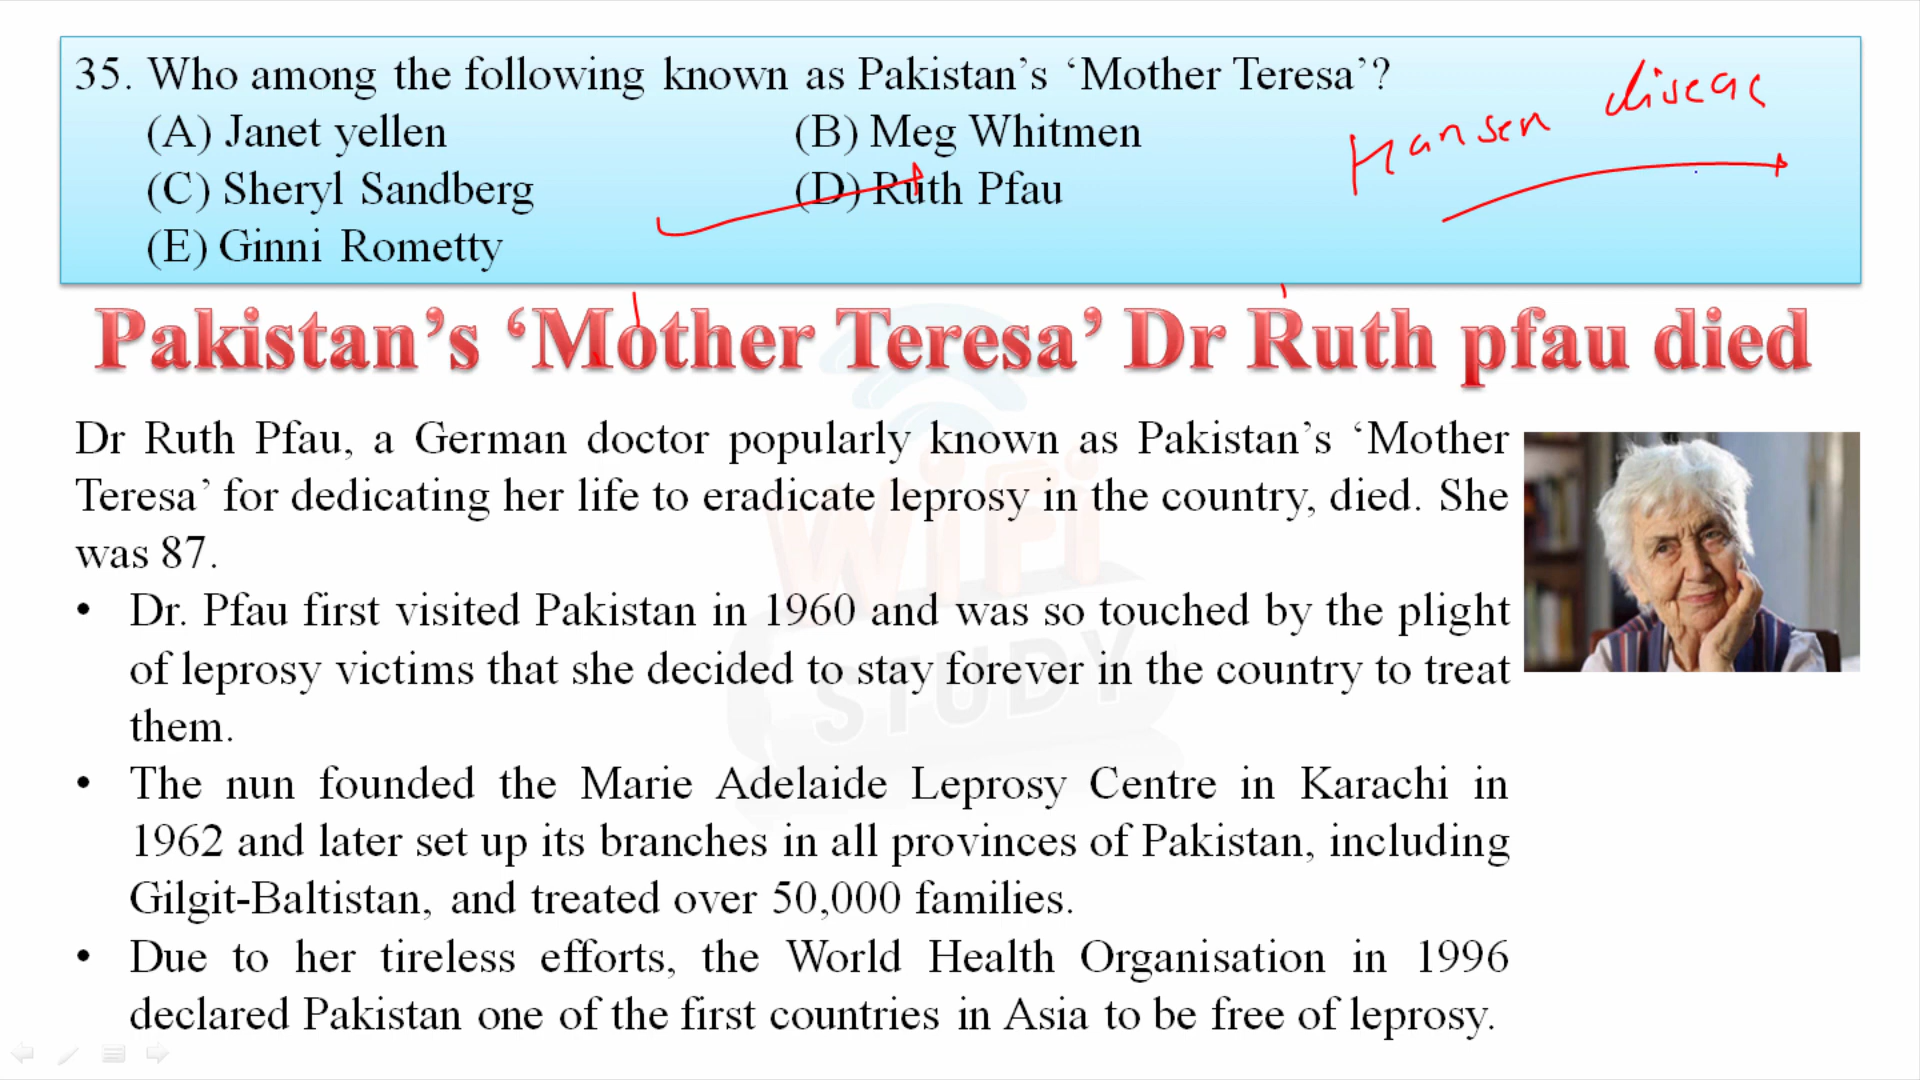 35. Who among the following known as Pakistan’s ‘Mother Teresa’?
(A) Janet yellen (B) Meg Whitmen
(C) Sheryl Sandberg (D) Ruth Pfau
(E) Ginni Rometty
Hansen diseac
Pakistan’s ‘Mother Teresa’ Dr Ruth pfau died
Dr Ruth Pfau, a German doctor popularly known as Pakistan’s ‘Mother
Teresa’ for dedicating her life to eradicate leprosy in the country, died. She
was 87.
• Dr. Pfau first visited Pakistan in 1960 and was so touched by the plight
of leprosy victims that she decided to stay forever in the country to treat
them.
• The nun founded the Marie Adelaide Leprosy Centre in Karachi in
1962 and later set up its branches in all provinces of Pakistan, including
Gilgit-Baltistan, and treated over 50,000 families.
• Due to her tireless efforts, the World Health Organisation in 1996
declared Pakistan one of the first countries in Asia to be free of leprosy.
WiFi
STUDY